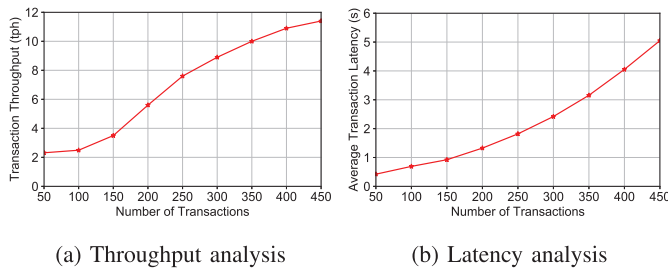 12
10
8
6
4
2
0
Transaction Throughput (tph)
50 100 150 200 250 300 350 400 450
Number of Transactions
(a) Throughput analysis
6
5
4
3
2
1
0
Average Transaction Latency (s)
50 100 150 200 250 300 350 400 450
Number of Transactions
(b) Latency analysis